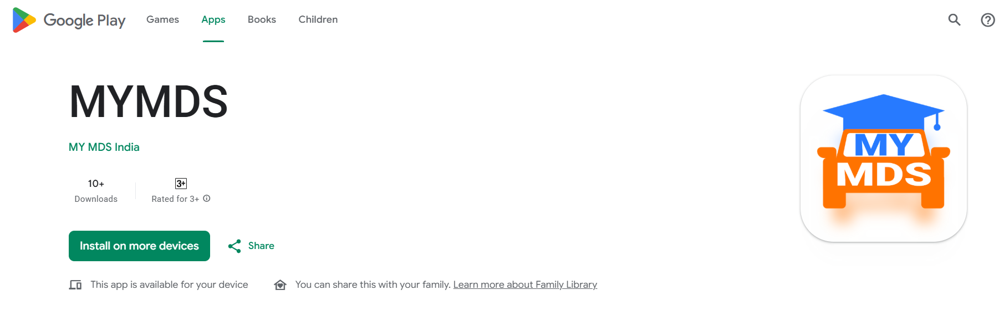 Google Play Games Apps Books Children
MYMDS
MY MDS India
10+
Downloads
3+
Rated for 3+
Install on more devices
Share
This app is available for your device
You can share this with your family. Learn more about Family Library
MY
MDS